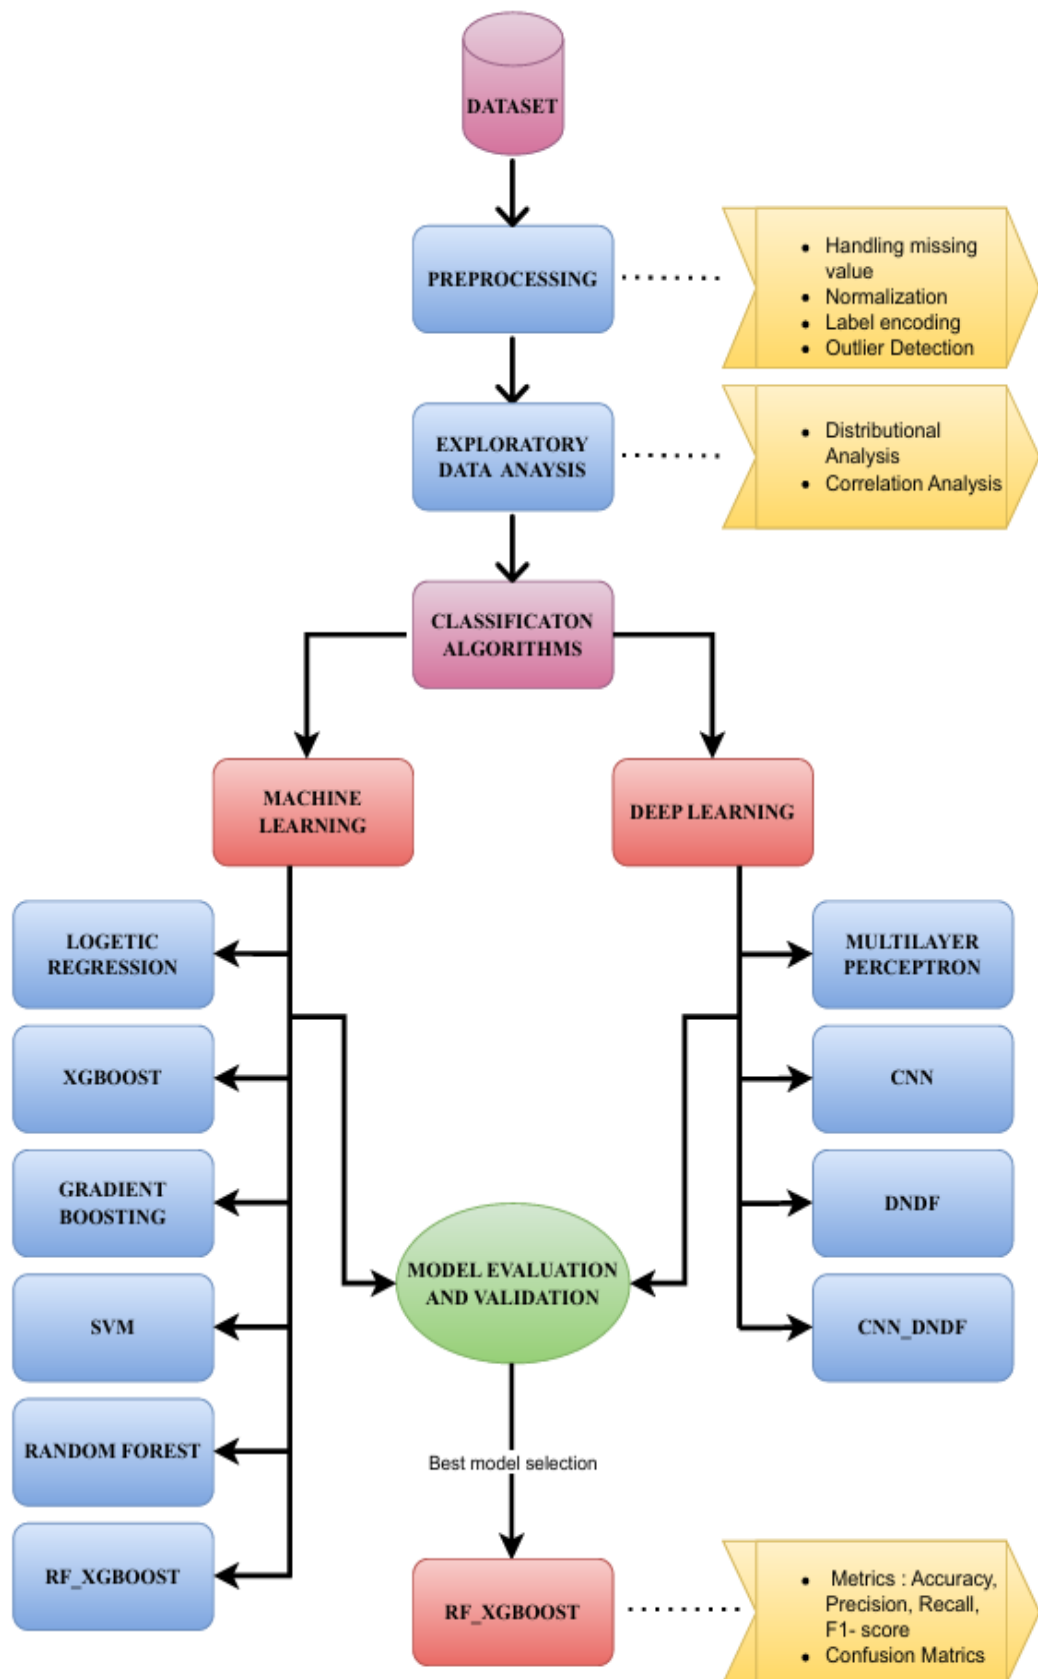 DATASET
PREPROCESSING
• Handling missing
value
• Normalization
• Label encoding
• Outlier Detection
EXPLORATORY
DATA ANAYSIS
• Distributional
Analysis
• Correlation Analysis
CLASSIFICATON
ALGORITHMS
MACHINE
LEARNING
DEEP LEARNING
LOGETIC
REGRESSION
XGBOOST
GRADIENT
BOOSTING
SVM
RANDOM FOREST
RF_XGBOOST
MULTILAYER
PERCEPTRON
CNN
DNDF
CNN_DNDF
MODEL EVALUATION
AND VALIDATION
Best model selection
RF_XGBOOST
• Metrics : Accuracy,
Precision, Recall,
F1- score
• Confusion Matrics